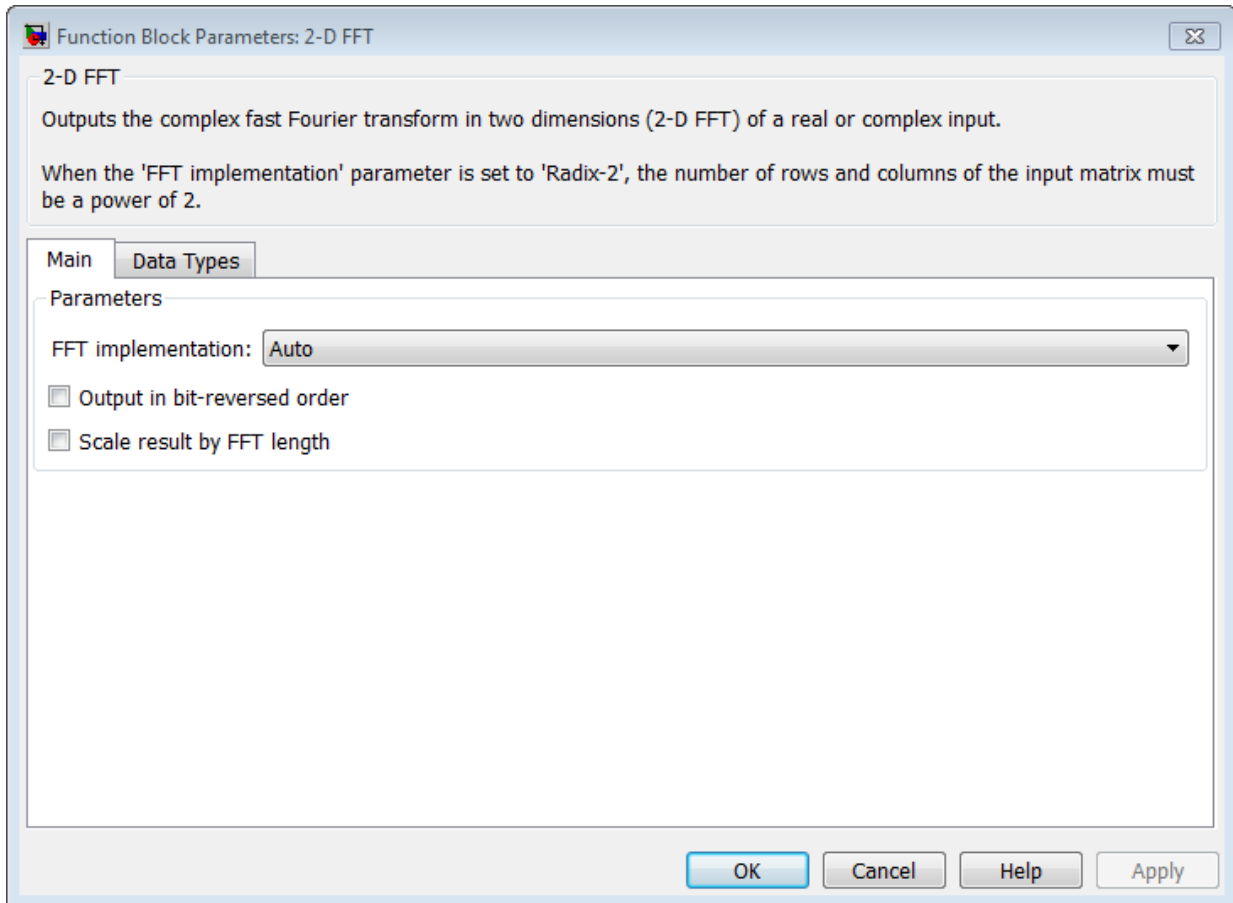 Function Block Parameters: 2-D FFT
2-D FFT
Outputs the complex fast Fourier transform in two dimensions (2-D FFT) of a real or complex input.
When the 'FFT implementation' parameter is set to 'Radix-2', the number of rows and columns of the input matrix must
be a power of 2.
Main Data Types
Parameters
FFT implementation: Auto
Output in bit-reversed order
Scale result by FFT length
OK Cancel Help Apply